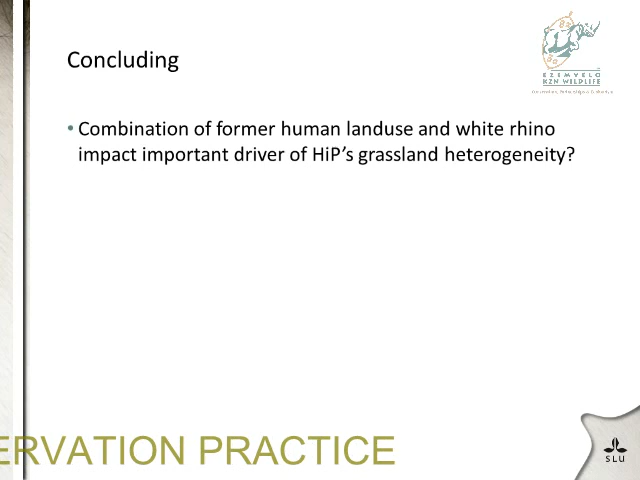 Concluding
EZEMVELO
KZN WILDLIFE
• Combination of former human landuse and white rhino
impact important driver of HiP’s grassland heterogeneity?
ERVATION PRACTICE
SLU